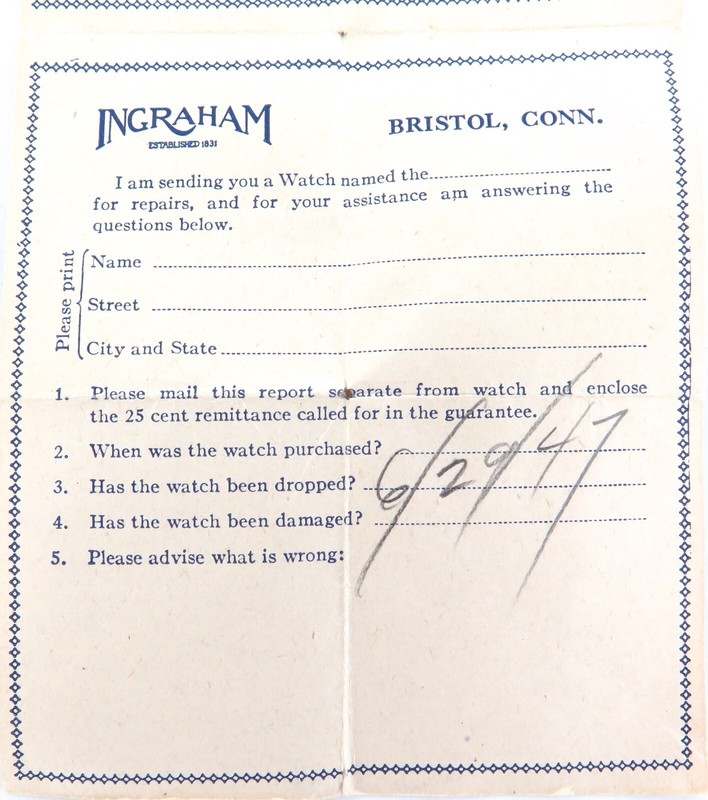 INGRAHAM
ESTABLISHED 1831
BRISTOL, CONN.
I am sending you a Watch named the
for repairs, and for your assistance am answering the
questions below.
Please print
Name
Street
City and State
1. Please mail this report separate from watch and enclose
the 25 cent remittance called for in the guarantee.
2. When was the watch purchased?
3. Has the watch been dropped?
4. Has the watch been damaged?
5. Please advise what is wrong:
6/29/47